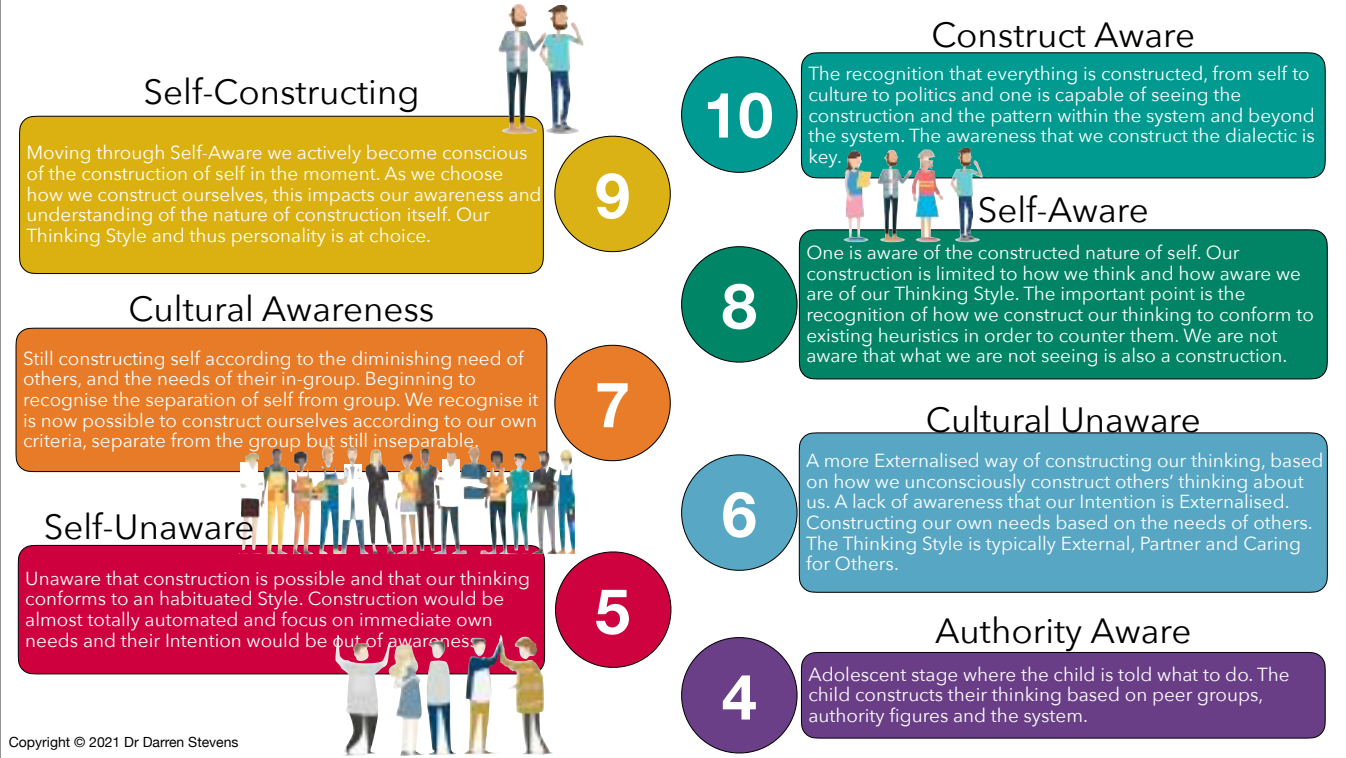 Construct Aware
10
The recognition that everything is constructed, from self to
culture to politics and one is capable of seeing the
construction and the pattern within the system and beyond
the system. The awareness that we construct the dialectic is
key.
Self-Constructing
Moving through Self-Aware we actively become conscious
of the construction of self in the moment. As we choose
how we construct ourselves, this impacts our awareness and
understanding of the nature of construction itself. Our
Thinking Style and thus personality is at choice.
9
Self-Aware
8
One is aware of the constructed nature of self. Our
construction is limited to how we think and how aware we
are of our Thinking Style. The important point is the
recognition of how we construct our thinking to conform to
existing heuristics in order to counter them. We are not
aware that what we are not seeing is also a construction.
Cultural Awareness
Still constructing self according to the diminishing need of
others, and the needs of their in-group. Beginning to
recognise the separation of self from group. We recognise it
is now possible to construct ourselves according to our own
criteria, separate from the group but still inseparable.
7
Cultural Unaware
6
A more Externalised way of constructing our thinking, based
on how we unconsciously construct others’ thinking about
us. A lack of awareness that our Intention is Externalised.
Constructing our own needs based on the needs of others.
The Thinking Style is typically External, Partner and Caring
for Others.
Self-Unaware
Unaware that construction is possible and that our thinking
conforms to an habituated Style. Construction would be
almost totally automated and focus on immediate own
needs and their Intention would be out of awareness.
5
Authority Aware
4
Adolescent stage where the child is told what to do. The
child constructs their thinking based on peer groups,
authority figures and the system.
Copyright © 2021 Dr Darren Stevens